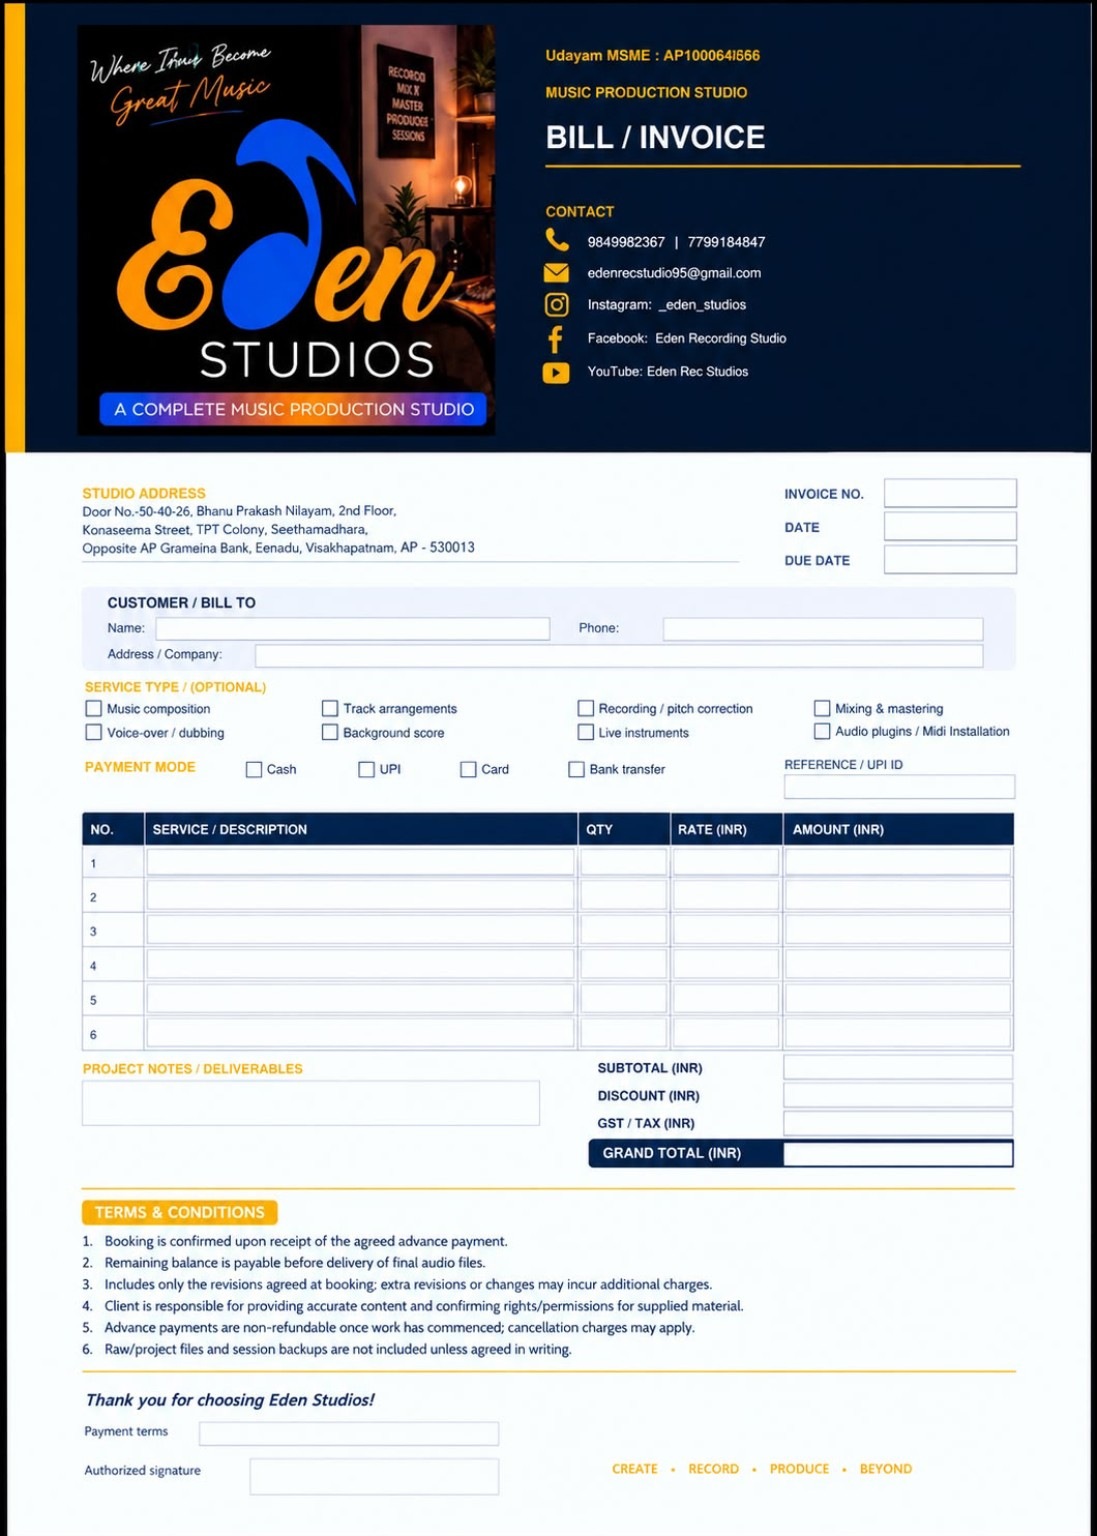 Where Become
Great Music
MASTER
SESSIONS
Eden
STUDIOS
A COMPLETE MUSIC PRODUCTION STUDIO
Udayam MSME :
MUSIC PRODUCTION STUDIO
BILL / INVOICE
CONTACT
9849982367 | 7799184847
edenrecstudio95@gmail.com
Instagram: _eden_studios
Facebook: Eden Recording Studio
YouTube: Eden Rec Studios
STUDIO ADDRESS
Door No.-50-40-26, Bhanu Prakash Nilayam, 2nd Floor,
Konaseema Street, TPT Colony, Seethamadhara,
Opposite AP Grameina Bank, Eenadu, Visakhapatnam, AP - 530013
INVOICE NO.
DATE
DUE DATE
CUSTOMER / BILL TO
Name: Phone:
Address / Company:
SERVICE TYPE / (OPTIONAL)
Music composition Track arrangements Recording / pitch correction Mixing & mastering
Voice-over / dubbing Background score Live instruments Audio plugins / Midi Installation
PAYMENT MODE Cash UPI Card Bank transfer
REFERENCE / UPI ID
NO. SERVICE / DESCRIPTION QTY RATE (INR) AMOUNT (INR)
1
2
3
4
5
6
PROJECT NOTES / DELIVERABLES
SUBTOTAL (INR)
DISCOUNT (INR)
GST / TAX (INR)
GRAND TOTAL (INR)
TERMS & CONDITIONS
1. Booking is confirmed upon receipt of the agreed advance payment.
2. Remaining balance is payable before delivery of final audio files.
3. Includes only the revisions agreed at booking; extra revisions or changes may incur additional charges.
4. Client is responsible for providing accurate content and confirming rights/permissions for supplied material.
5. Advance payments are non-refundable once work has commenced; cancellation charges may apply.
6. Raw/project files and session backups are not included unless agreed in writing.
Thank you for choosing Eden Studios!
Payment terms
Authorized signature
CREATE • RECORD • PRODUCE • BEYOND